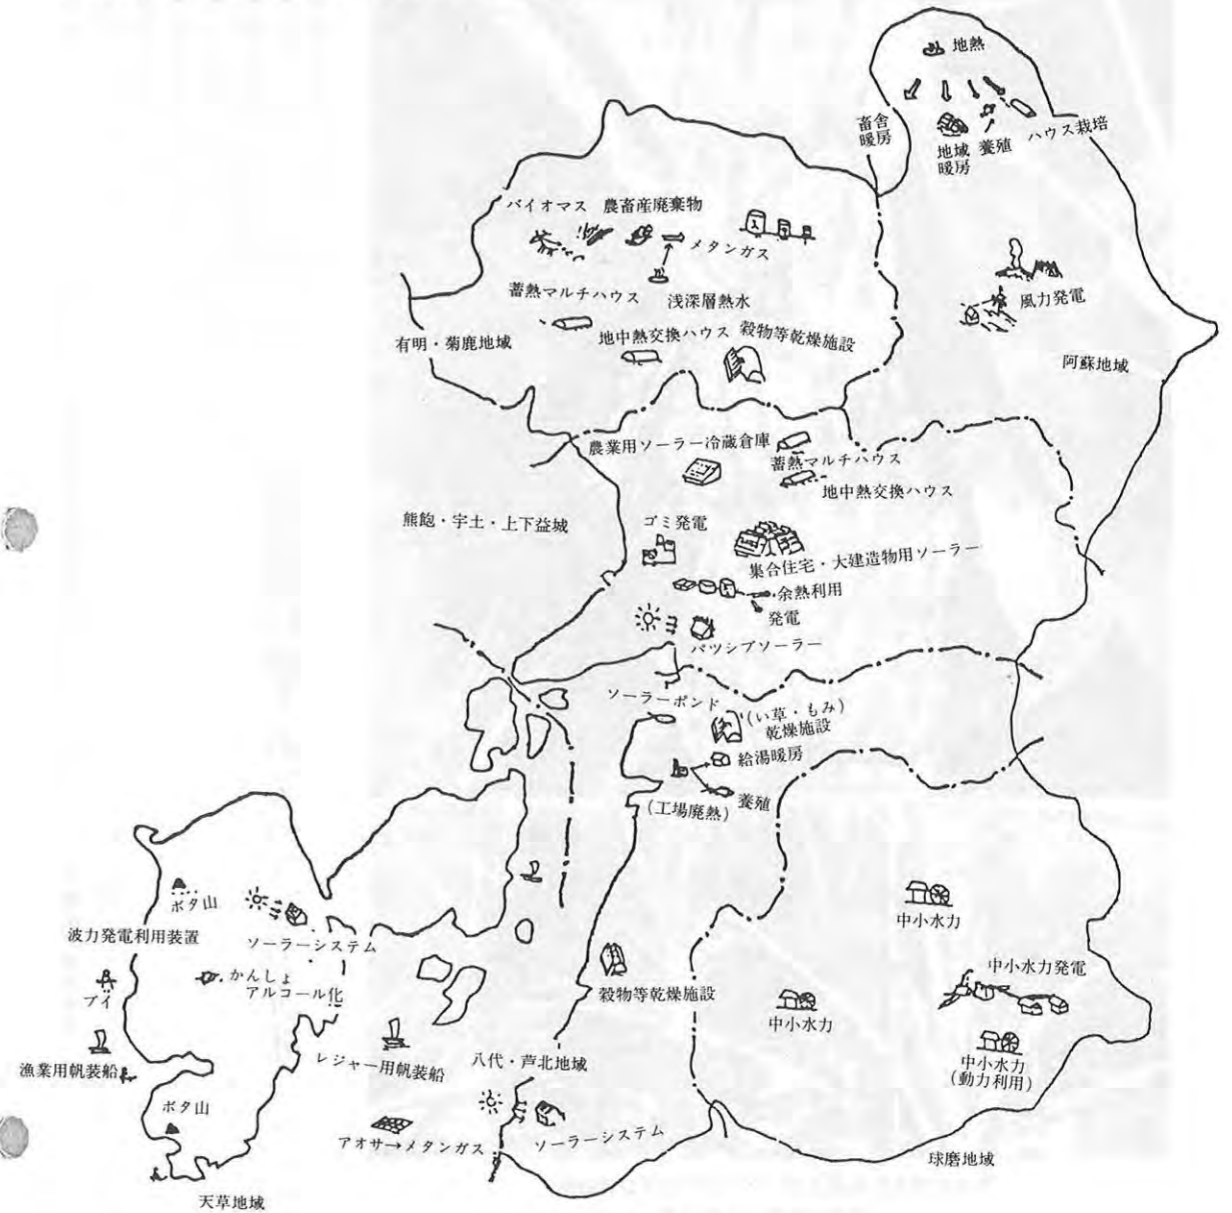 地熱
畜舎
暖房
地域
暖房
養殖
ハウス栽培
バイオマス 農畜産廃棄物
メタンガス
蓄熱マルチハウス
浅深層熱水
風力発電
有明・菊鹿地域
地中熱交換ハウス
穀物等乾燥施設
阿蘇地域
農業用ソーラー冷蔵倉庫
蓄熱マルチハウス
地中熱交換ハウス
熊飽・宇土・上下益城
ゴミ発電
集合住宅・大建造物用ソーラー
余熱利用
発電
パッシブソーラー
ソーラーポンド
(い草・もみ)
乾燥施設
給湯暖房
養殖
(工場廃熱)
ボタ山
波力発電利用装置
ソーラーシステム
かんしょ
アルコール化
ブイ
穀物等乾燥施設
中小水力
中小水力発電
中小水力
中小水力
(動力利用)
漁業用帆装船
レジャー用帆装船
八代・芦北地域
ボタ山
アオサ→メタンガス
ソーラーシステム
球磨地域
天草地域